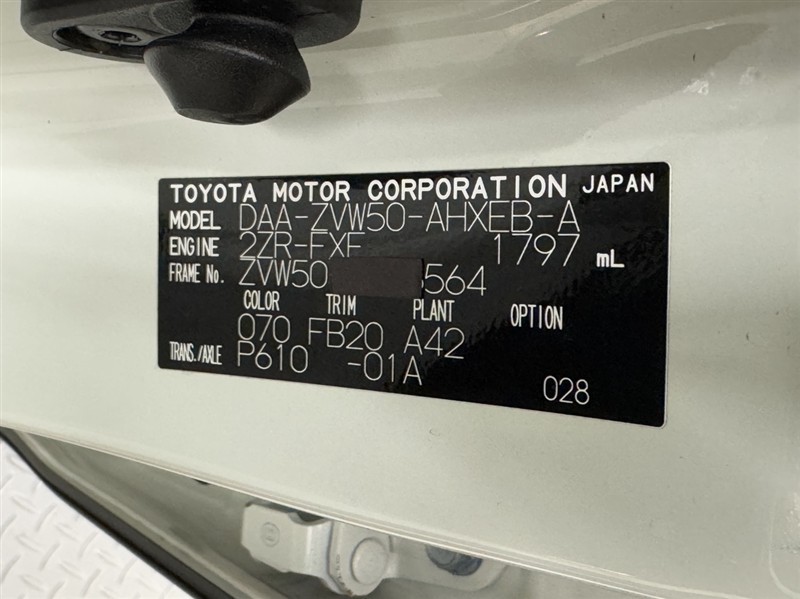 TOYOTA MOTOR CORPORATION JAPAN
MODEL DAA-ZVW50-AHXEB-A
ENGINE 2ZR-FXE 1797 mL
FRAME No. ZVW50 564
COLOR TRIM PLANT OPTION
070 FB20 A42
TRANS./AXLE P610 -01A
028